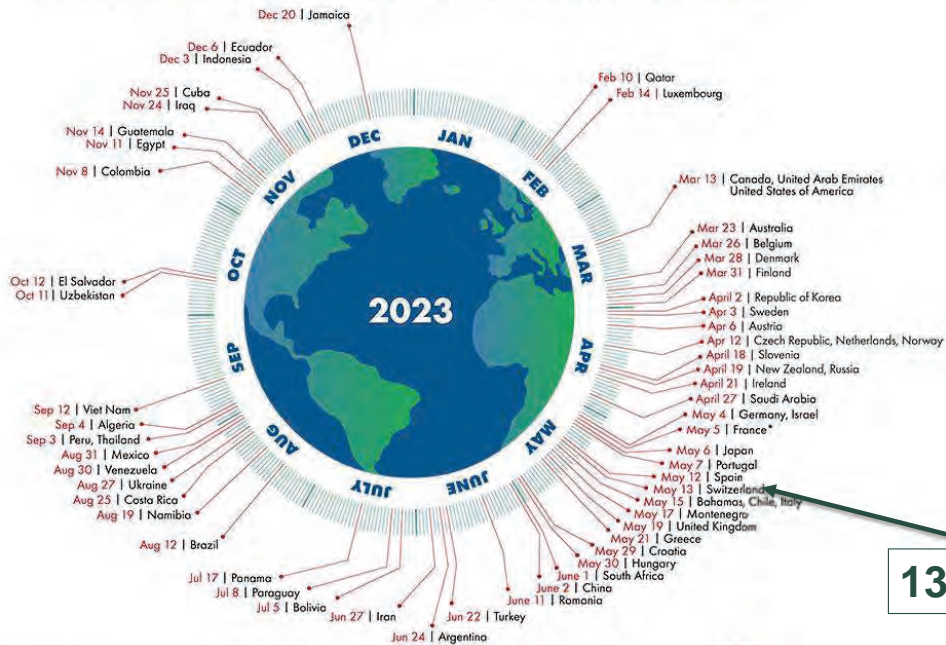 Dec 20 | Jamaica
Dec 6 | Ecuador
Dec 3 | Indonesia
Nov 25 | Cuba
Nov 24 | Iraq
Nov 14 | Guatemala
Nov 11 | Egypt
Nov 8 | Colombia
Oct 12 | El Salvador
Oct 11 | Uzbekistan
Sep 12 | Viet Nam
Sep 4 | Algeria
Sep 3 | Peru, Thailand
Aug 31 | Mexico
Aug 30 | Venezuela
Aug 27 | Ukraine
Aug 25 | Costa Rica
Aug 19 | Namibia
Aug 12 | Brazil
Jul 17 | Panama
Jul 8 | Paraguay
Jul 5 | Bolivia
Jun 27 | Iran
Jun 24 | Argentina
Jun 22 | Turkey
Feb 10 | Qatar
Feb 14 | Luxembourg
Mar 13 | Canada, United Arab Emirates
United States of America
Mar 23 | Australia
Mar 26 | Belgium
Mar 28 | Denmark
Mar 31 | Finland
April 2 | Republic of Korea
Apr 3 | Sweden
Apr 6 | Austria
Apr 12 | Czech Republic, Netherlands, Norway
April 18 | Slovenia
April 19 | New Zealand, Russia
April 21 | Ireland
April 27 | Saudi Arabia
May 4 | Germany, Israel
May 5 | France*
May 6 | Japan
May 7 | Portugal
May 12 | Spain
May 13 | Switzerland
May 15 | Bahamas, Chile, Italy
May 17 | Montenegro
May 19 | United Kingdom
May 21 | Greece
May 29 | Croatia
May 30 | Hungary
June 1 | South Africa
June 2 | China
June 11 | Romania
JAN
FEB
MAR
APR
MAY
JUNE
JULY
AUG
SEP
OCT
NOV
DEC
2023
13